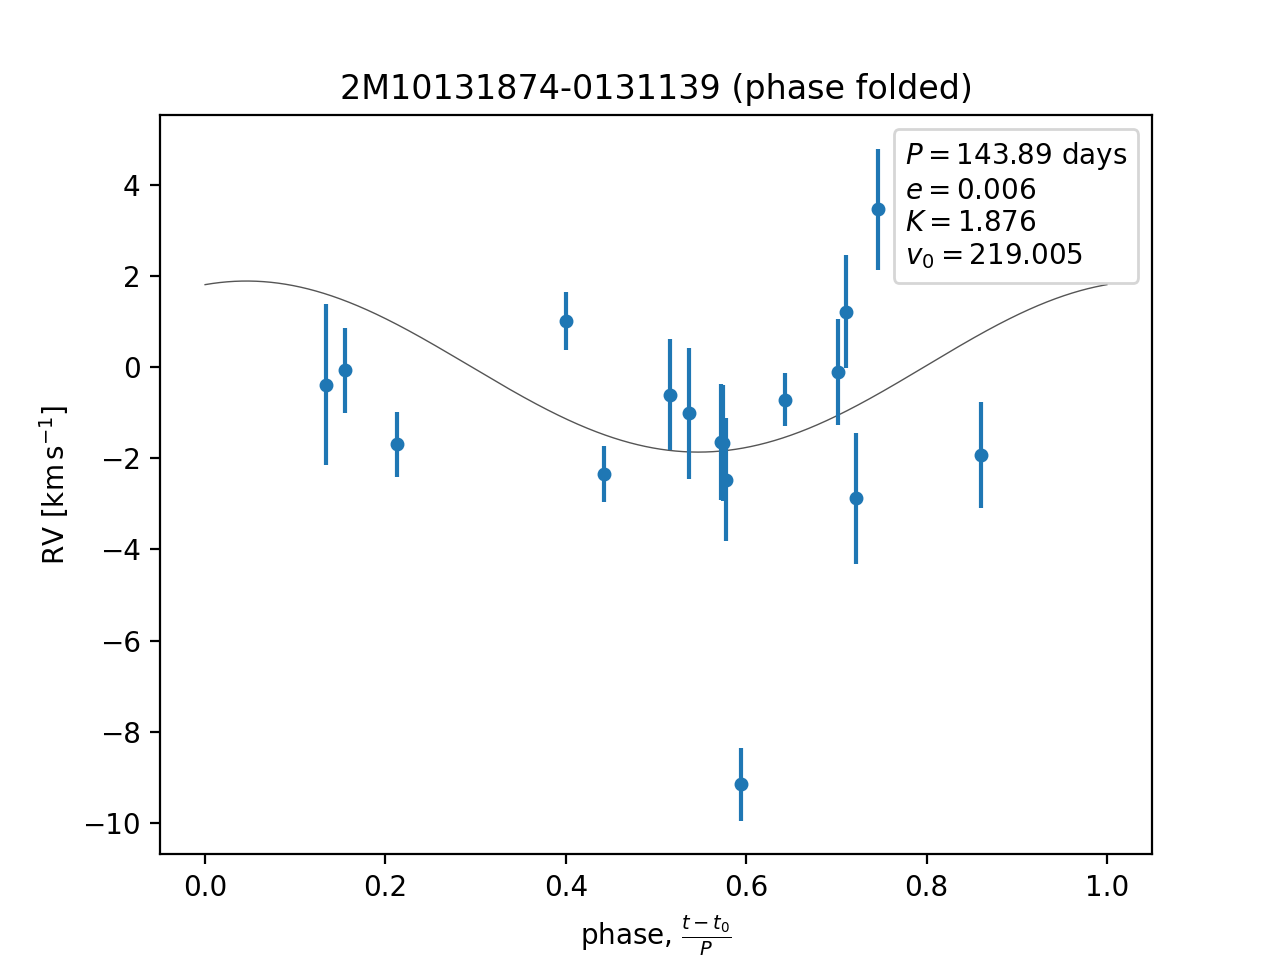 2M10131874-0131139 (phase folded)
P = 143.89 days
e = 0.006
K = 1.876
v₀ = 219.005
4
2
0
−2
−4
−6
−8
−10
RV [km s⁻¹]
0.0 0.2 0.4 0.6 0.8 1.0
phase, (t − t₀)/P